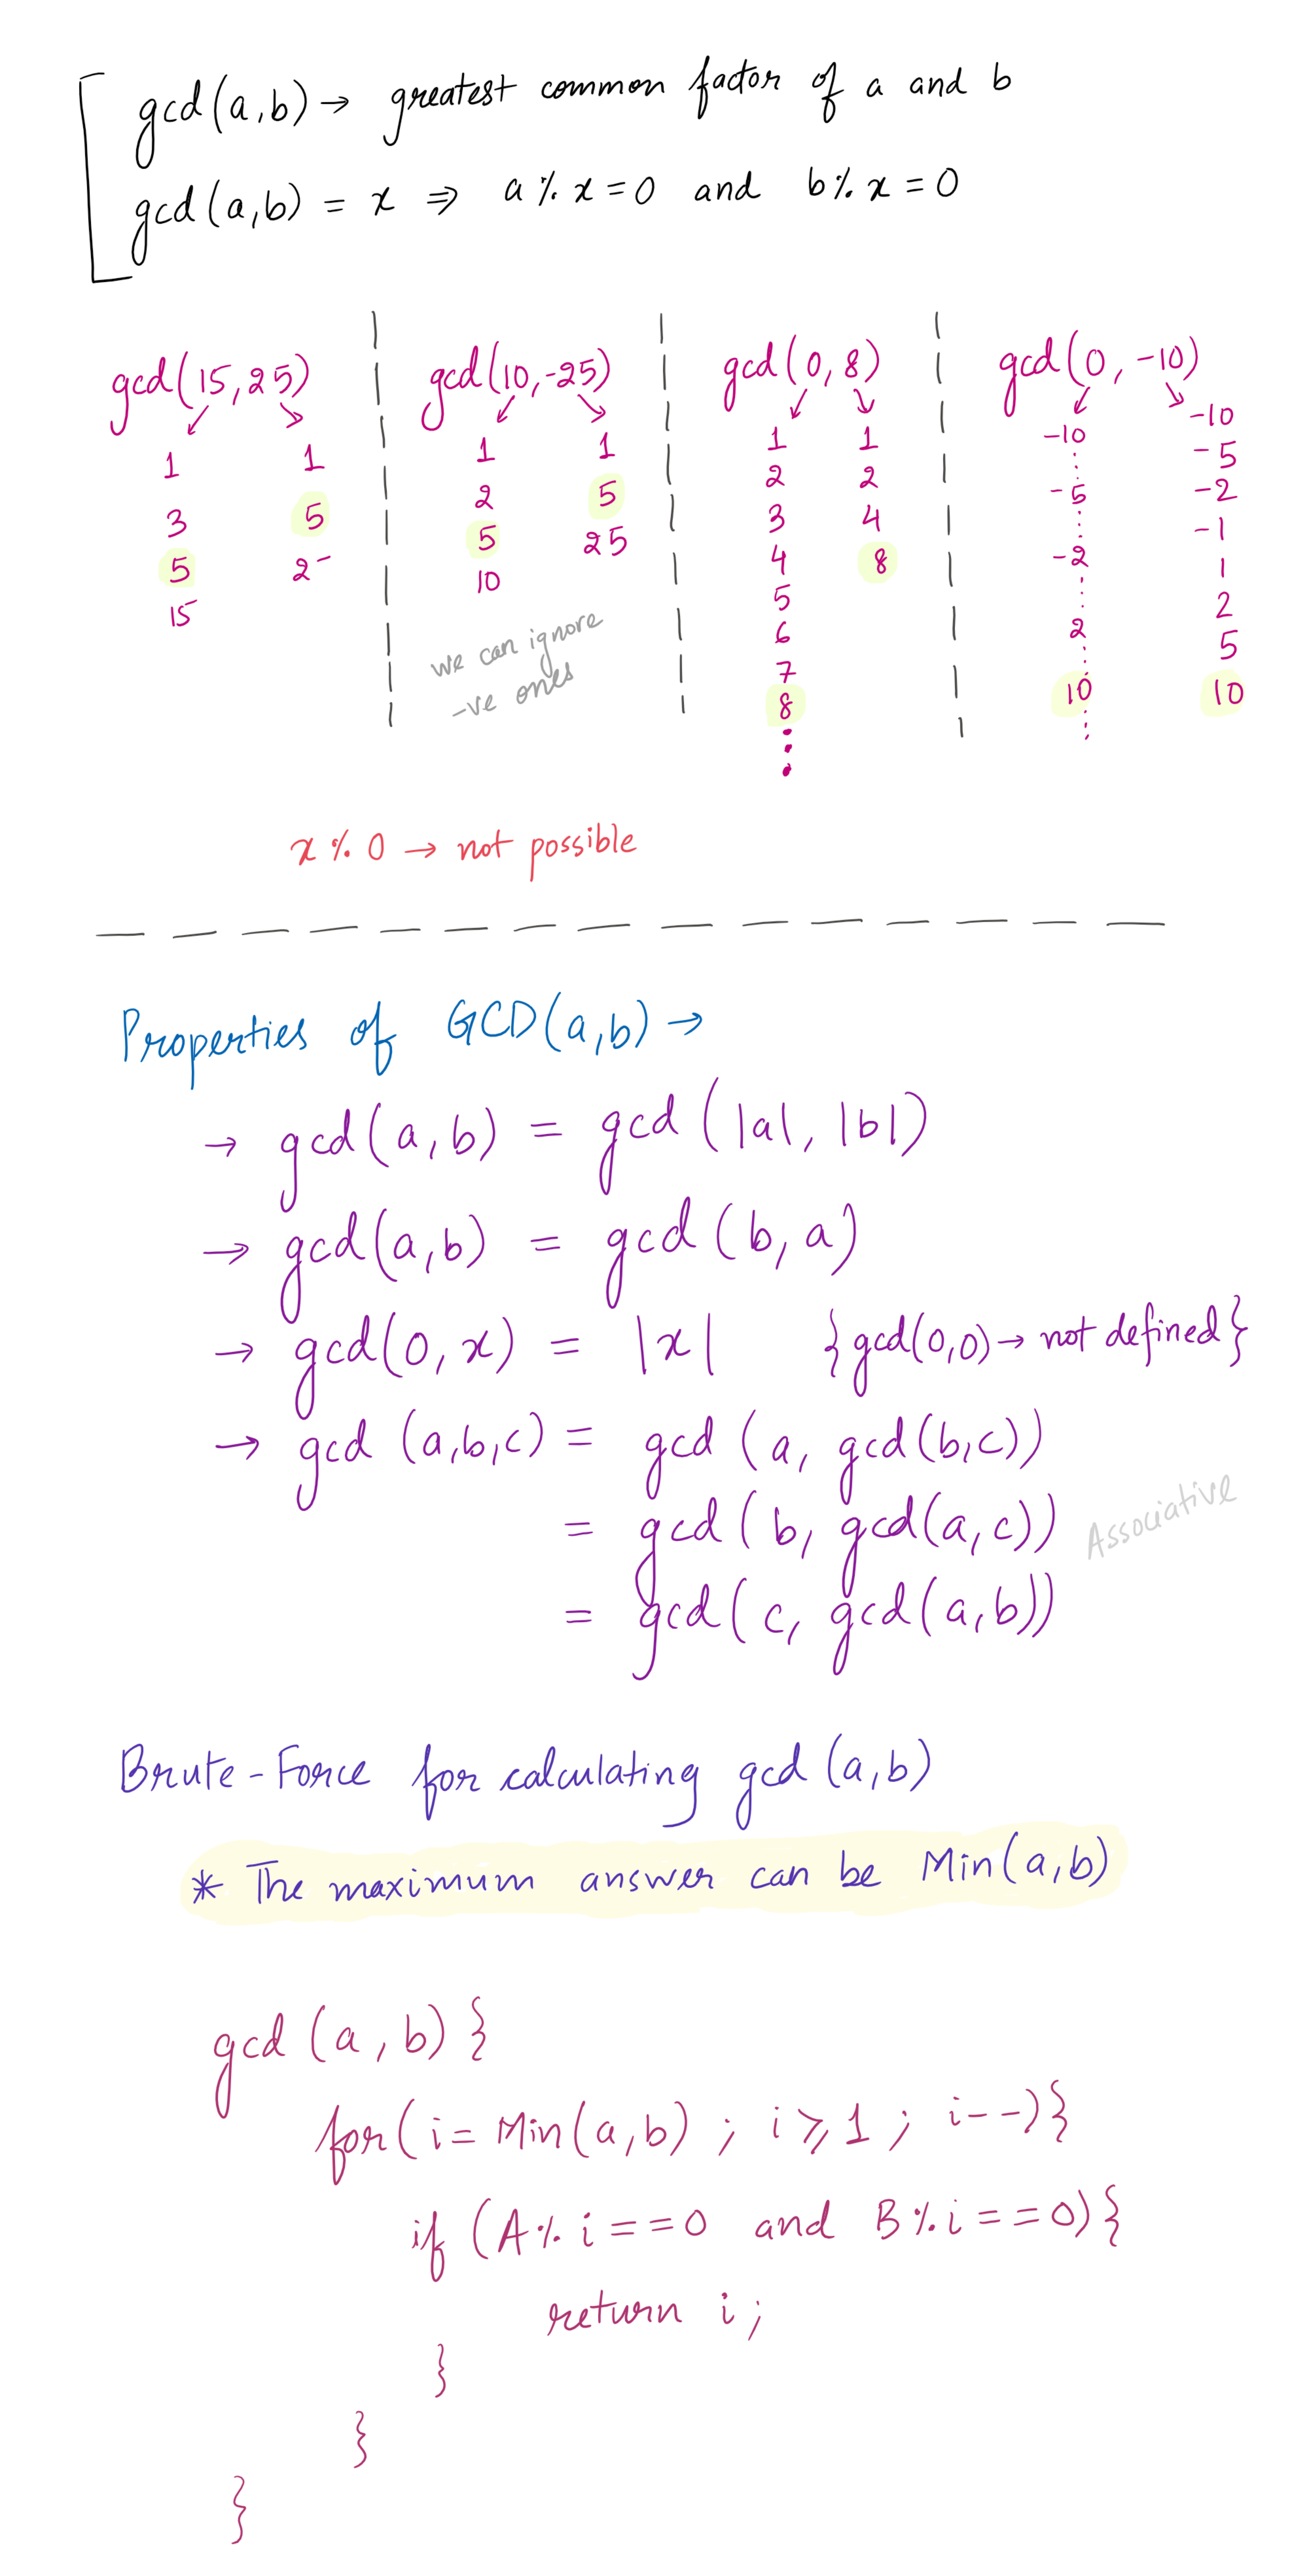 gcd(a,b) → greatest common factor of a and b
gcd(a,b) = x ⇒ a % x = 0 and b % x = 0
gcd(15,25)
1 1
3 5
5 2-
15
gcd(10,-25)
1 1
2 5
5 25
10
we can ignore
-ve ones
gcd(0,8)
1 1
2 2
3 4
4 8
5
6
7
8
⋮
gcd(0,-10)
-10 -10
⋮ -5
-5 -2
⋮ -1
-2 1
⋮ 2
2 5
⋮
10 10
⋮
x % 0 → not possible
Properties of GCD(a,b) →
→ gcd(a,b) = gcd(|a|, |b|)
→ gcd(a,b) = gcd(b,a)
→ gcd(0,x) = |x| {gcd(0,0) → not defined}
→ gcd (a,b,c) = gcd (a, gcd(b,c))
= gcd(b, gcd(a,c)) Associative
= gcd(c, gcd(a,b))
Brute-Force for calculating gcd(a,b)
* The maximum answer can be Min(a,b)
gcd (a,b) {
for(i= Min(a,b) ; i ⩾ 1 ; i--){
if (A % i == 0 and B % i == 0){
return i;
}
}
}